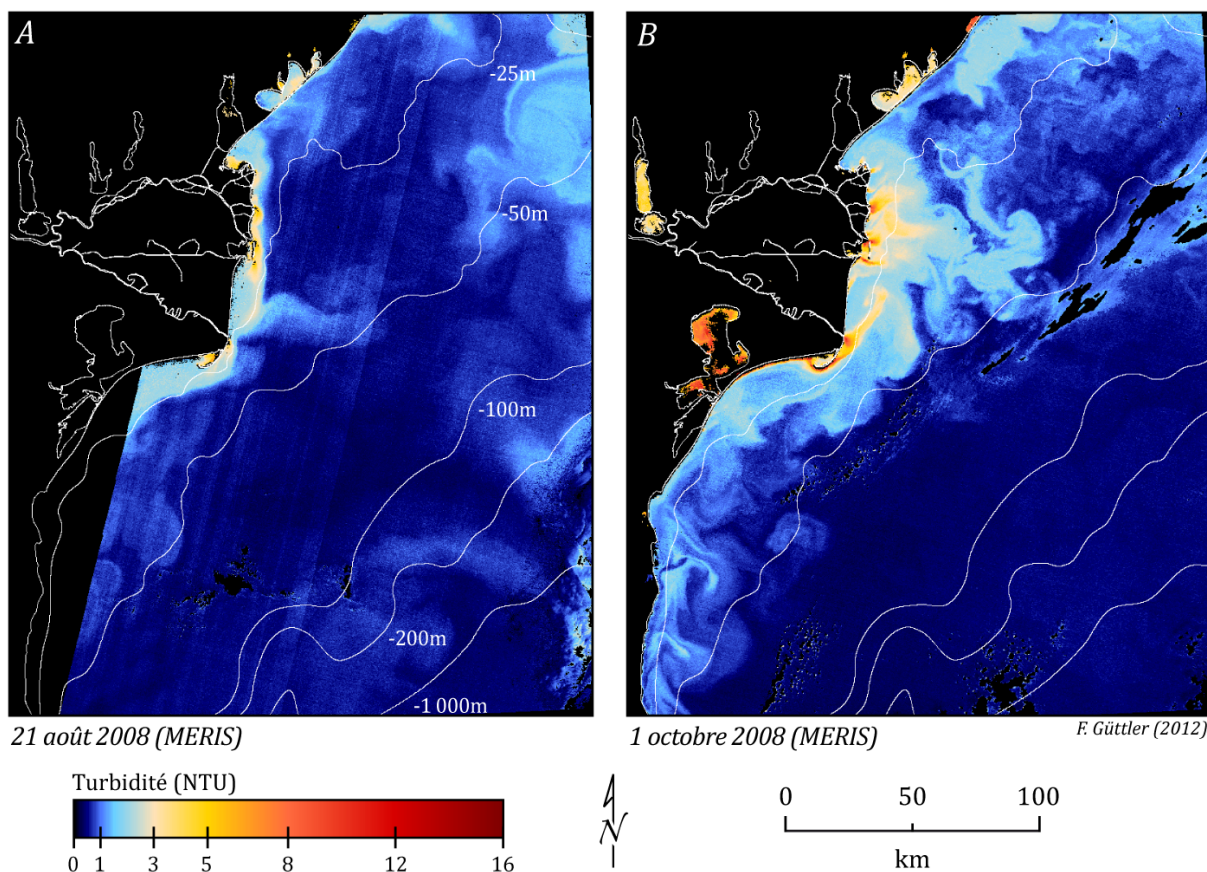 A
B
-25m
-50m
-100m
-200m
-1 000m
21 août 2008 (MERIS)
1 octobre 2008 (MERIS)
F. Güttler (2012)
Turbidité (NTU)
0 1 3 5 8 12 16
N
0 50 100
km